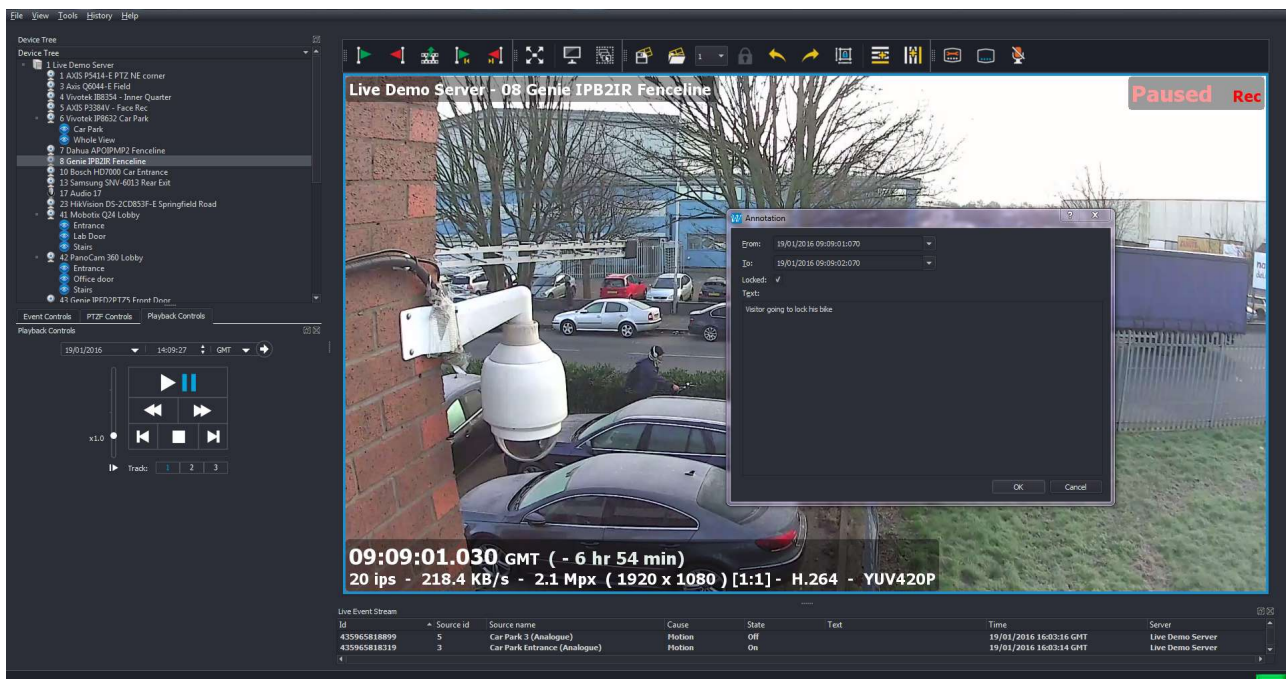 File View Tools History Help
Device Tree
Device Tree
1 Live Demo Server
1 AXIS P5414-E PTZ NE corner
3 Axis Q6044-E Field
4 Vivotek IB8354 - Inner Quarter
5 AXIS P3384V - Face Rec
6 Vivotek IP8632 Car Park
Car Park
Whole View
7 Dahua APOIPMP2 Fenceline
8 Genie IPB2IR Fenceline
10 Bosch HD7000 Car Entrance
13 Samsung SNV-6013 Rear Exit
17 Audio 17
23 HikVision DS-2CD853F-E Springfield Road
41 Mobotix Q24 Lobby
Entrance
Lab Door
Stairs
42 PanoCam 360 Lobby
Entrance
Office door
Stairs
43 Genie IPFD2PTZ5 Front Door
Event Controls PTZF Controls Playback Controls
Playback Controls
19/01/2016 14:09:27 GMT
x1.0
Track: 1 2 3
1
Live Demo Server - 08 Genie IPB2IR Fenceline
Paused Rec
Annotation
From: 19/01/2016 09:09:01:070
To: 19/01/2016 09:09:02:070
Locked:
Text:
Visitor going to lock his bike
OK Cancel
09:09:01.030 GMT ( - 6 hr 54 min)
20 ips - 218.4 KB/s - 2.1 Mpx ( 1920 x 1080 ) [1:1] - H.264 - YUV420P
Live Event Stream
Id Source id Source name Cause State Text Time Server
435965818899 5 Car Park 3 (Analogue) Motion Off 19/01/2016 16:03:16 GMT Live Demo Server
435965818319 3 Car Park Entrance (Analogue) Motion On 19/01/2016 16:03:14 GMT Live Demo Server